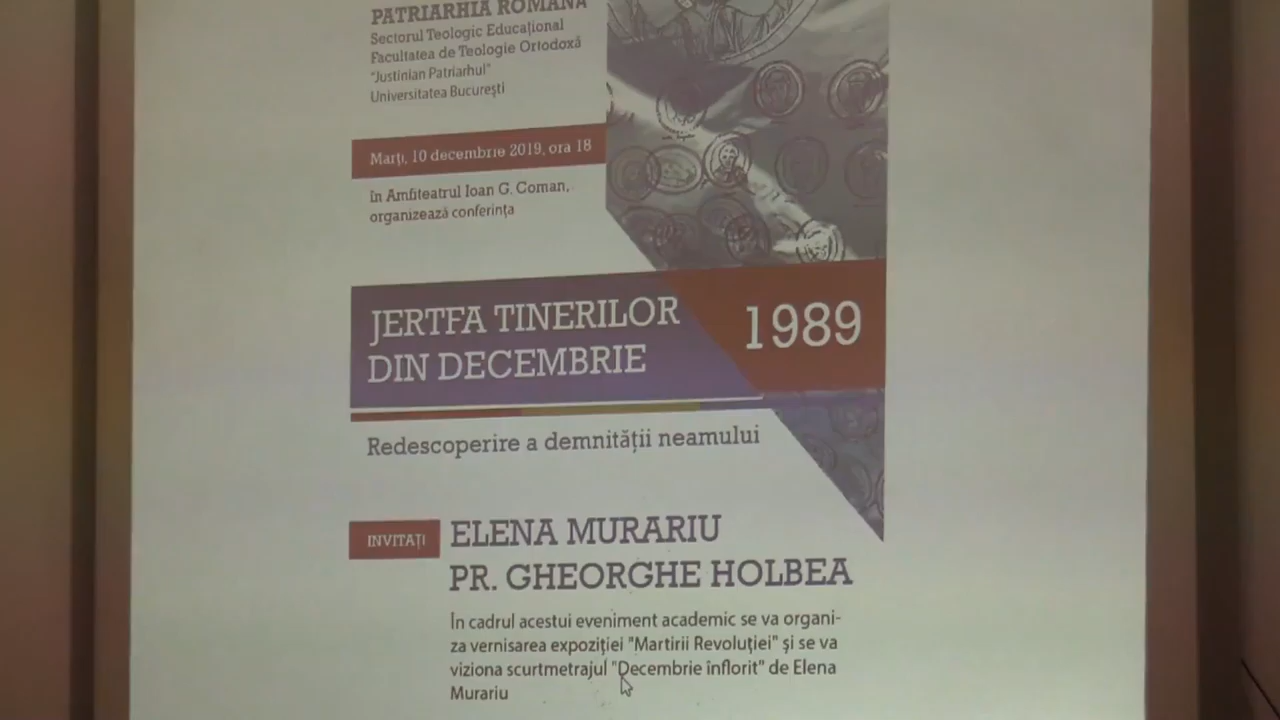 PATRIARHIA ROMÂNĂ
Sectorul Teologic Educațional
Facultatea de Teologie Ortodoxă
"Justinian Patriarhul"
Universitatea București
Marți, 10 decembrie 2019, ora 18
în Amfiteatrul Ioan G. Coman,
organizează conferința
JERTFA TINERILOR
DIN DECEMBRIE
1989
Redescoperire a demnității neamului
INVITAȚI
ELENA MURARIU
PR. GHEORGHE HOLBEA
În cadrul acestui eveniment academic se va organi-
za vernisarea expoziției "Martirii Revoluției" și se va
viziona scurtmetrajul "Decembrie înflorit" de Elena
Murariu